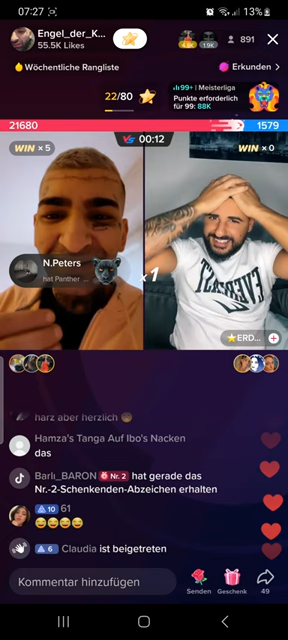 07:27
13%
Engel_der_K...
55.5K Likes
1.9K
891
Wöchentliche Rangliste
Erkunden >
22/80
99+ | Meisterliga
Punkte erforderlich
für 99: 88K
21680
1579
WIN × 5
VS 00:12
WIN × 0
N.Peters
hat Panther ...
x 1
EVERLAST
ERD...
harz aber herzlich
Hamza's Tanga Auf Ibo's Nacken
das
Barlı_BARON Nr. 2 hat gerade das
Nr.-2-Schenkenden-Abzeichen erhalten
10 61
6 Claudia ist beigetreten
Kommentar hinzufügen
Senden
Geschenk
49